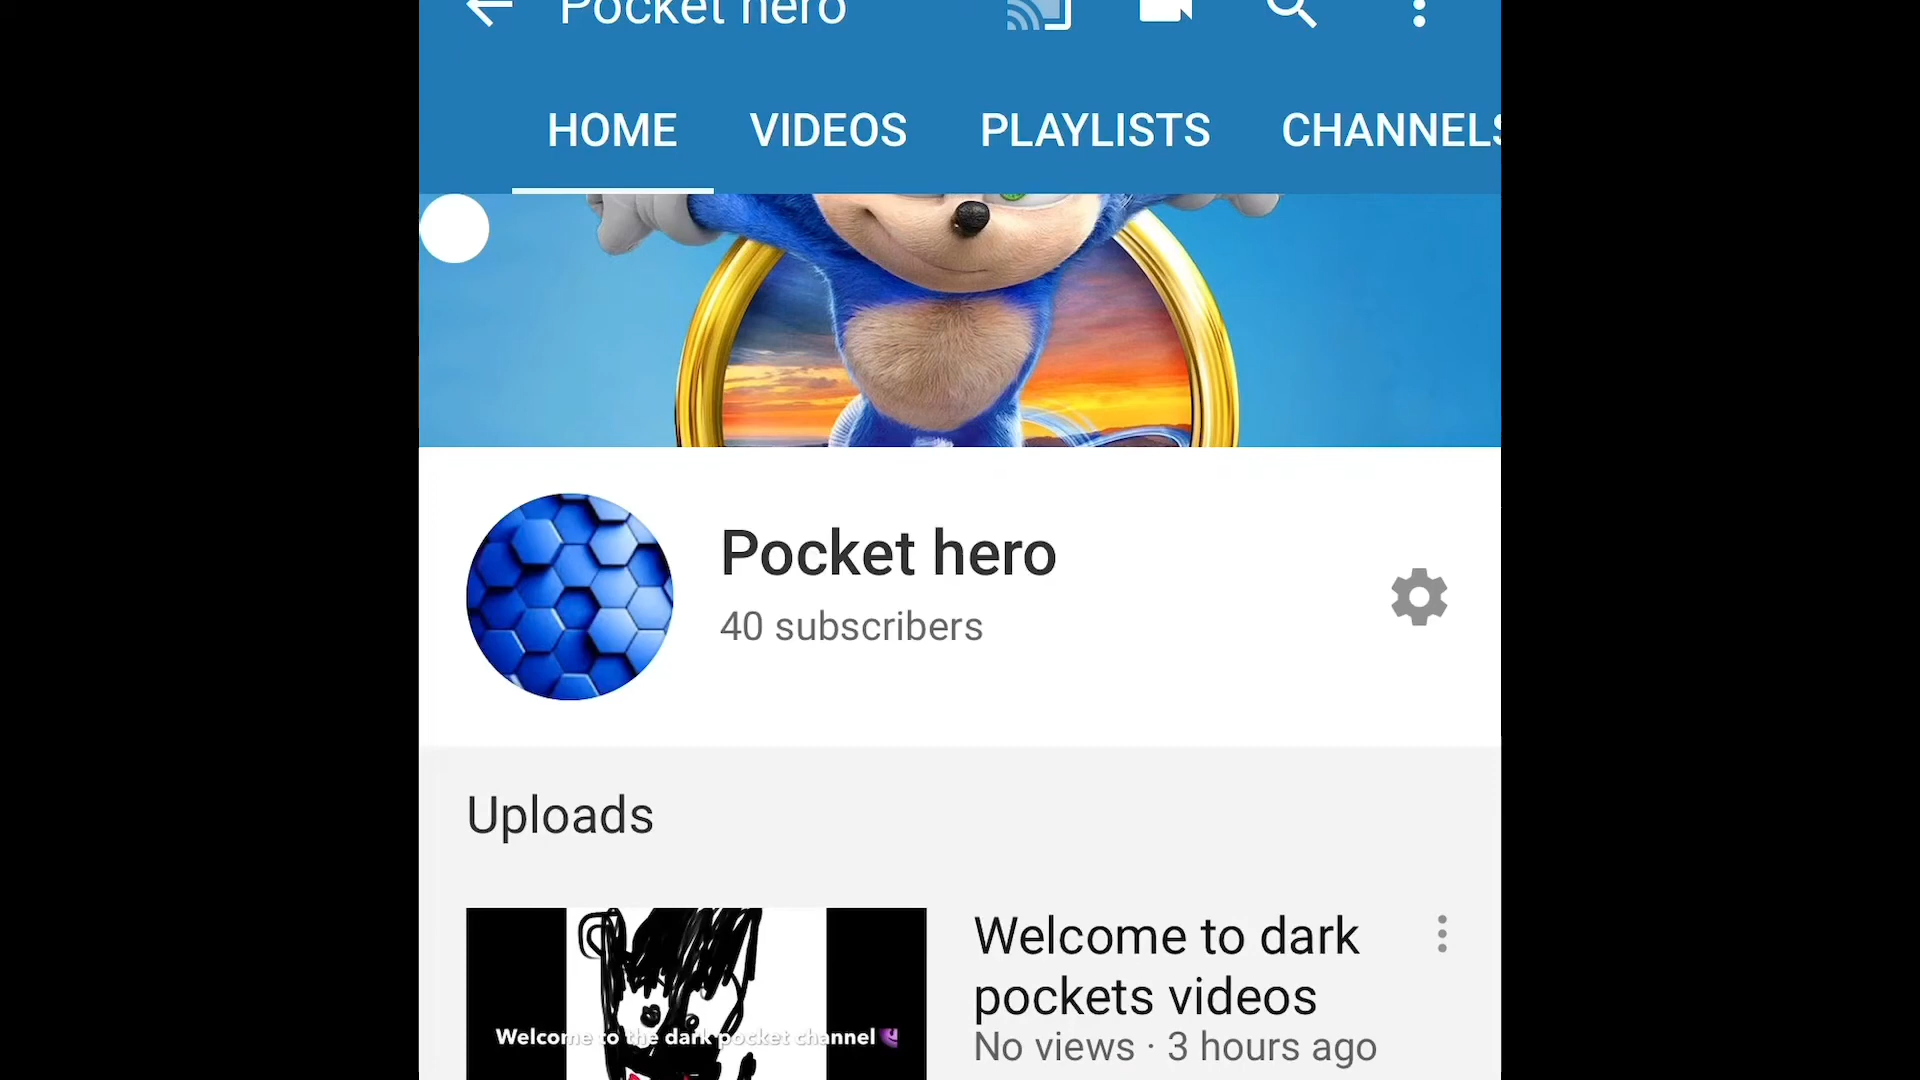 Pocket hero
HOME VIDEOS PLAYLISTS CHANNELS
Pocket hero
40 subscribers
Uploads
Welcome to dark
pockets videos
No views · 3 hours ago
Welcome to the dark pocket channel